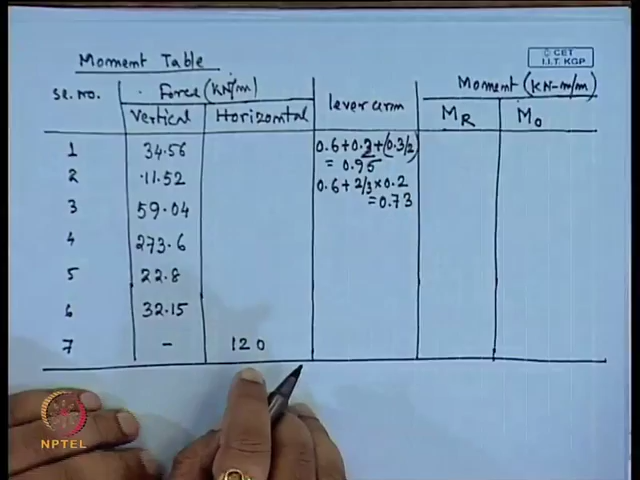 © CET
I.I.T. KGP
Moment Table
Sl. No. Force (KN/m) lever arm Moment (KN-m/m)
Vertical Horizontal MR Mo
1 34.56 0.6+0.2+(0.3/2)
= 0.95
2 11.52 0.6+2/3×0.2
=0.73
3 59.04
4 273.6
5 22.8
6 32.15
7 - 120
NPTEL